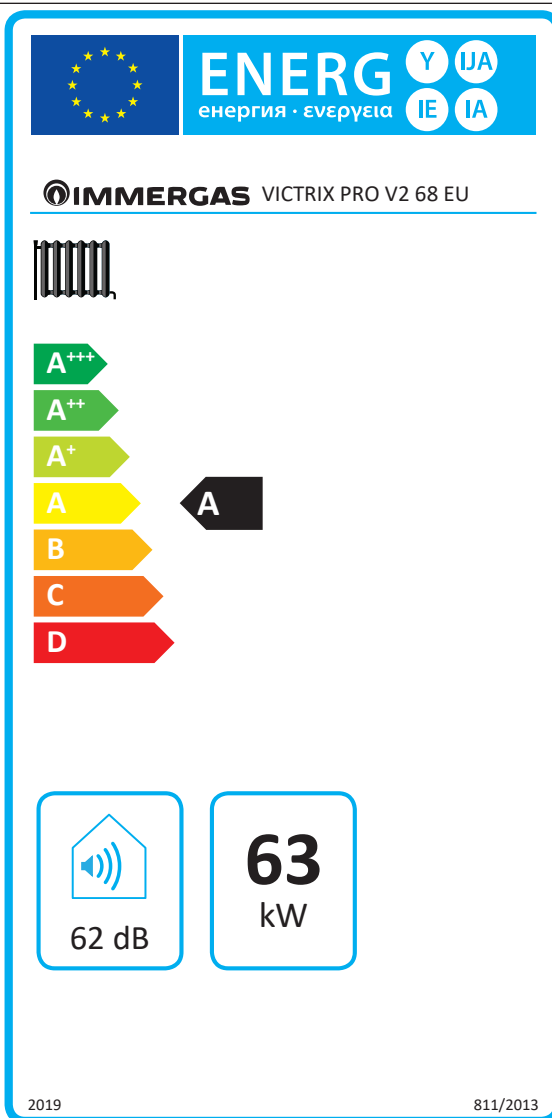 ENERG Y IJA
енергия · ενεργεια IE IA
IMMERGAS VICTRIX PRO V2 68 EU
A+++
A++
A+
A A
B
C
D
62 dB
63
kW
2019 811/2013